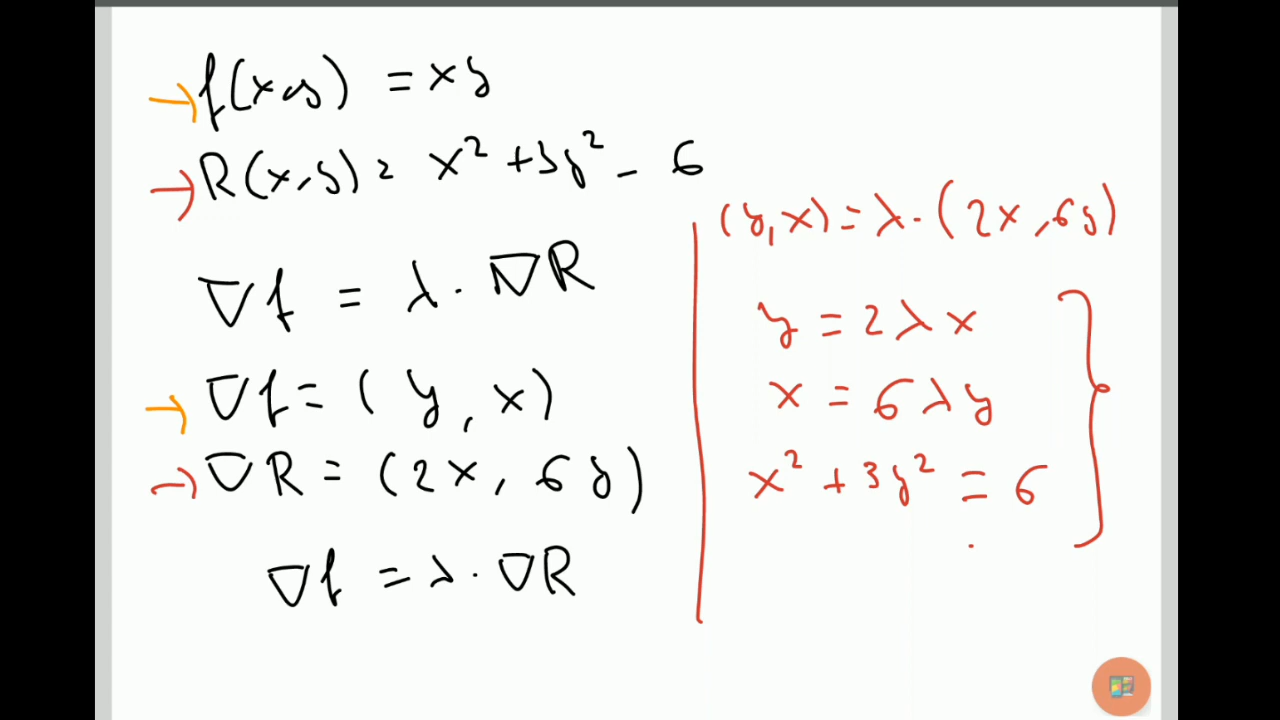 f(x,y) = xy
R(x,y) = x² + 3y² - 6
∇f = λ · ∇R
∇f = (y, x)
∇R = (2x, 6y)
∇f = λ · ∇R
(y, x) = λ · (2x, 6y)
y = 2λx
x = 6λy
x² + 3y² = 6